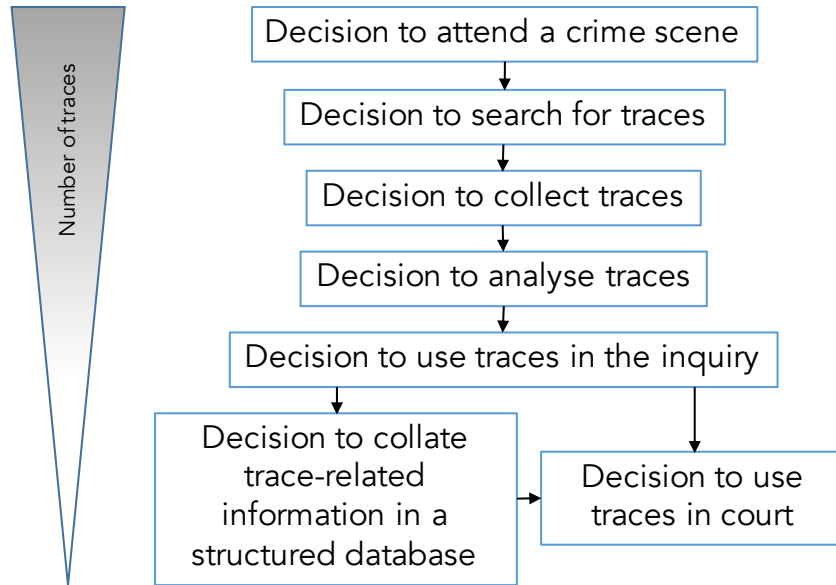 Number of traces
Decision to attend a crime scene
Decision to search for traces
Decision to collect traces
Decision to analyse traces
Decision to use traces in the inquiry
Decision to collate
trace-related
information in a
structured database
Decision to use
traces in court